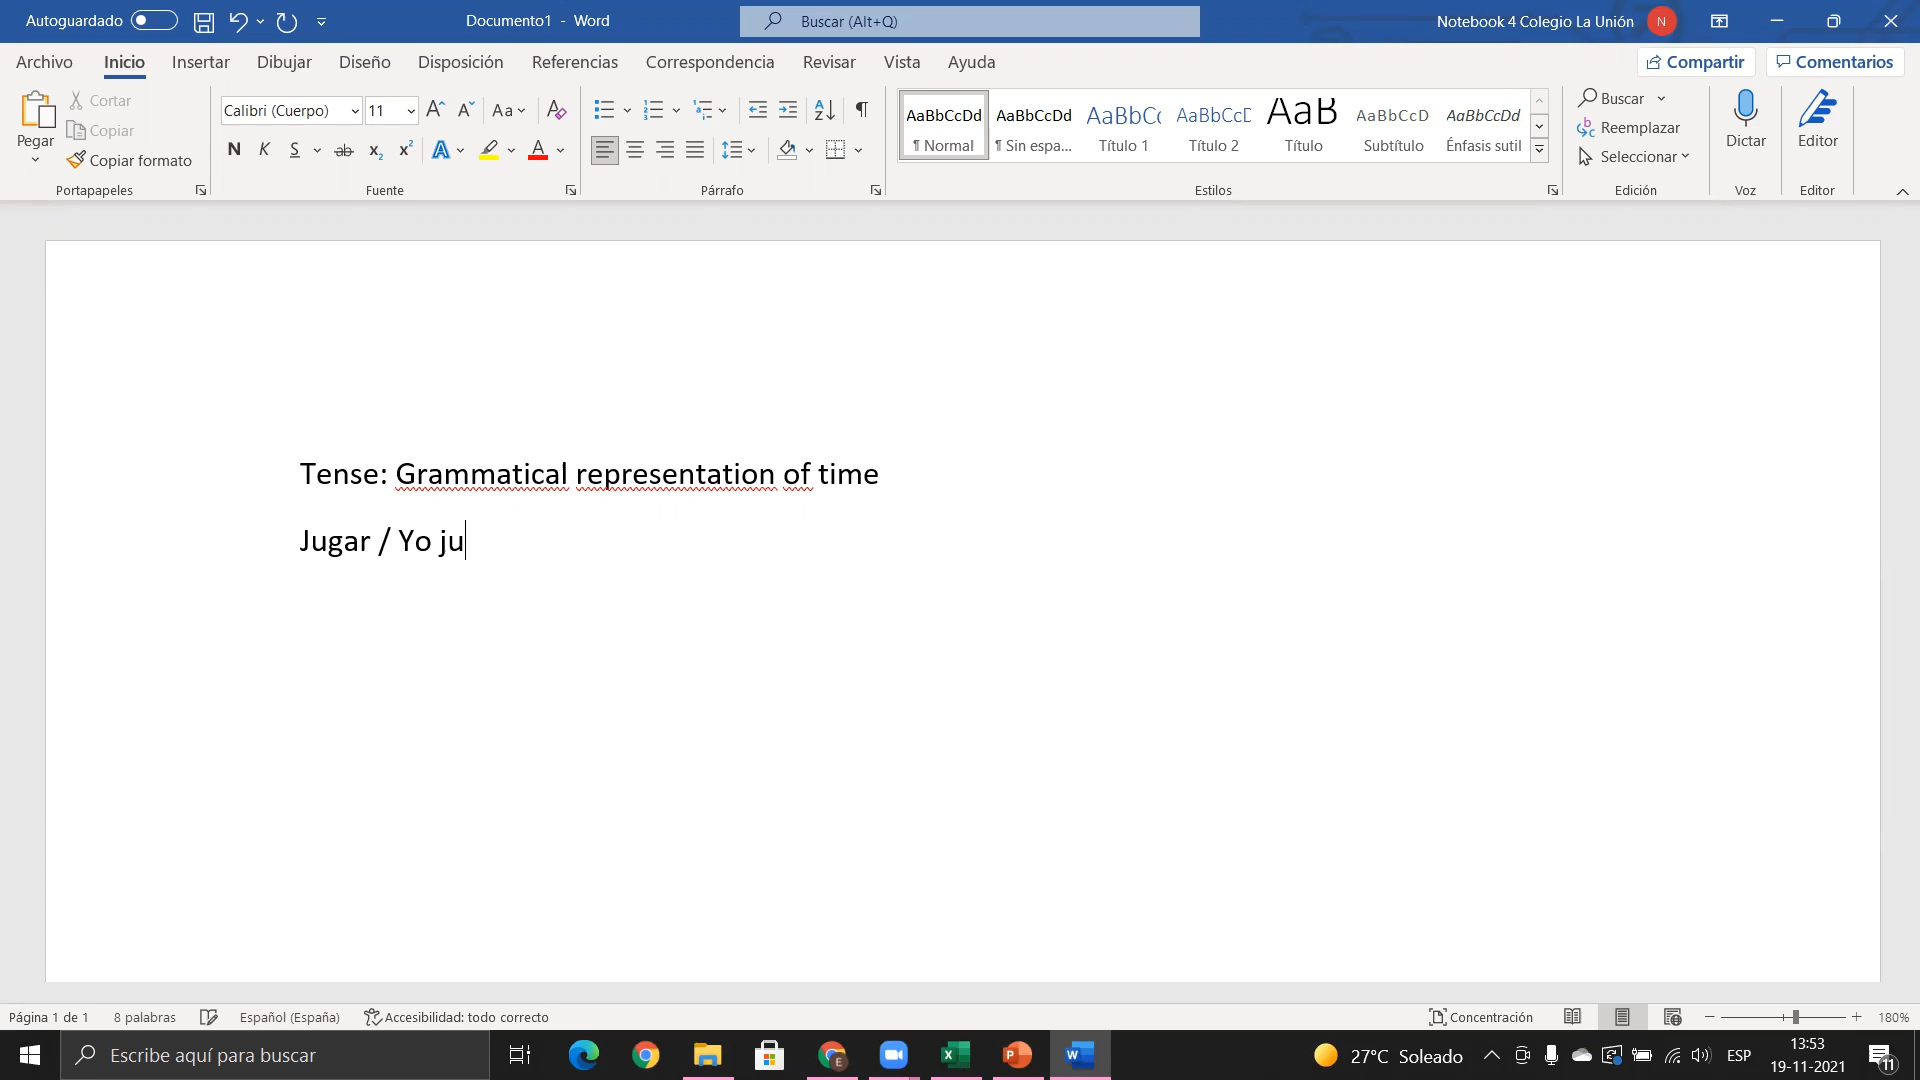 Autoguardado
Documento1 - Word
Buscar (Alt+Q)
Notebook 4 Colegio La Unión
N
Archivo Inicio Insertar Dibujar Diseño Disposición Referencias Correspondencia Revisar Vista Ayuda
Compartir
Comentarios
Pegar
Cortar
Copiar
Copiar formato
Portapapeles
Calibri (Cuerpo) 11
Aa
N K S ab x₂ x² A A
Fuente
Párrafo
AaBbCcDd
¶ Normal
AaBbCcDd
¶ Sin espa...
AaBbCc
Título 1
AaBbCcD
Título 2
AaB
Título
AaBbCcD
Subtítulo
AaBbCcDd
Énfasis sutil
Estilos
Buscar
Reemplazar
Seleccionar
Edición
Dictar
Voz
Editor
Editor
Tense: Grammatical representation of time
Jugar / Yo ju
Página 1 de 1
8 palabras
Español (España)
Accesibilidad: todo correcto
Concentración
180%
Escribe aquí para buscar
27°C Soleado
ESP
13:53
19-11-2021
11